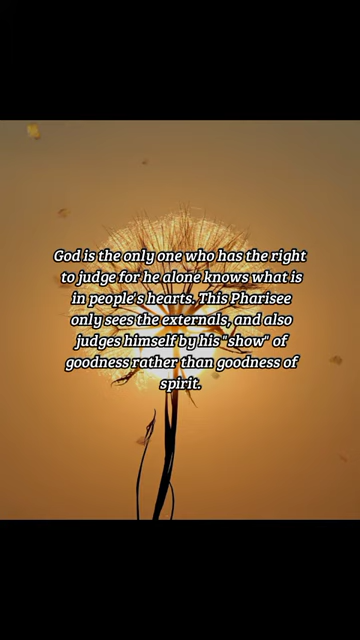 God is the only one who has the right
to judge for he alone knows what is
in people's hearts. This Pharisee
only sees the externals, and also
judges himself by his "show" of
goodness rather than goodness of
spirit.